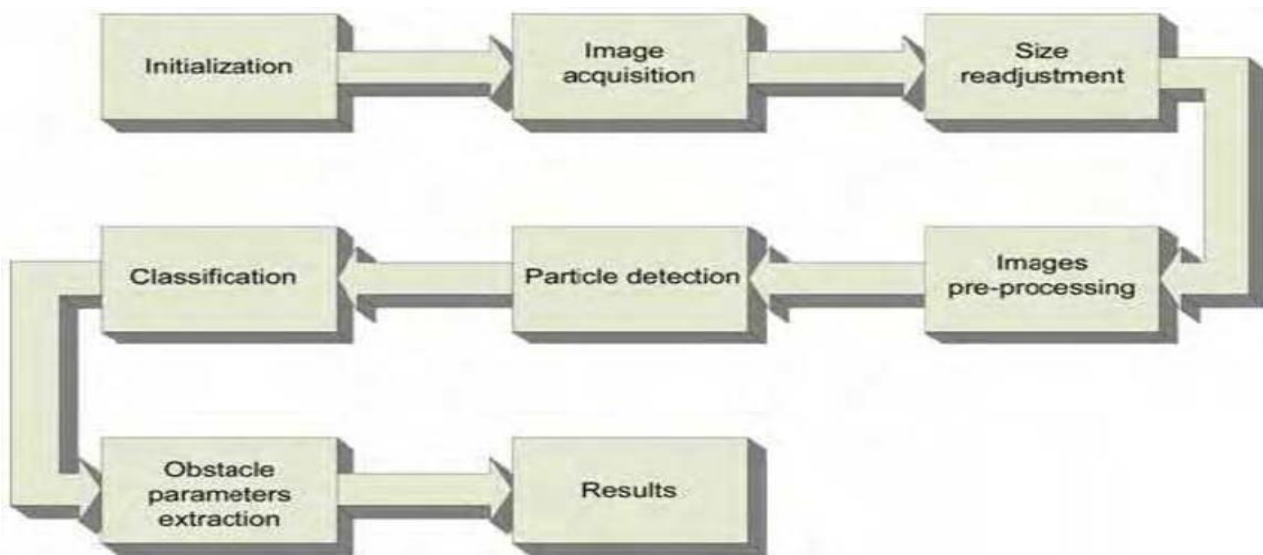 Initialization
Image
acquisition
Size
readjustment
Images
pre-processing
Particle detection
Classification
Obstacle
parameters
extraction
Results